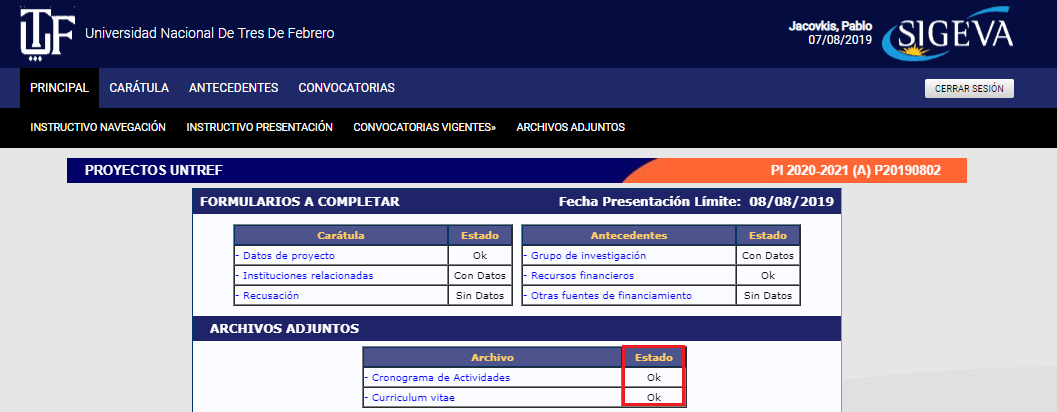 UNTREF
Universidad Nacional De Tres De Febrero
Jacovkis, Pablo
07/08/2019
SIGEVA
PRINCIPAL CARÁTULA ANTECEDENTES CONVOCATORIAS
CERRAR SESIÓN
INSTRUCTIVO NAVEGACIÓN INSTRUCTIVO PRESENTACIÓN CONVOCATORIAS VIGENTES» ARCHIVOS ADJUNTOS
PROYECTOS UNTREF PI 2020-2021 (A) P20190802
FORMULARIOS A COMPLETAR Fecha Presentación Límite: 08/08/2019
Carátula Estado
- Datos de proyecto Ok
- Instituciones relacionadas Con Datos
- Recusación Sin Datos
Antecedentes Estado
- Grupo de investigación Con Datos
- Recursos financieros Ok
- Otras fuentes de financiamiento Sin Datos
ARCHIVOS ADJUNTOS
Archivo Estado
- Cronograma de Actividades Ok
- Curriculum vitae Ok